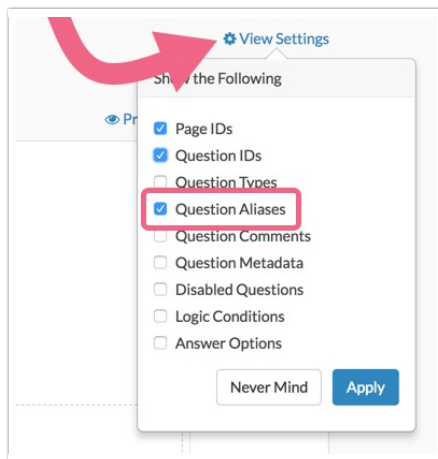 View Settings
Show the Following
Pr
Page IDs
Question IDs
Question Types
Question Aliases
Question Comments
Question Metadata
Disabled Questions
Logic Conditions
Answer Options
Never Mind
Apply